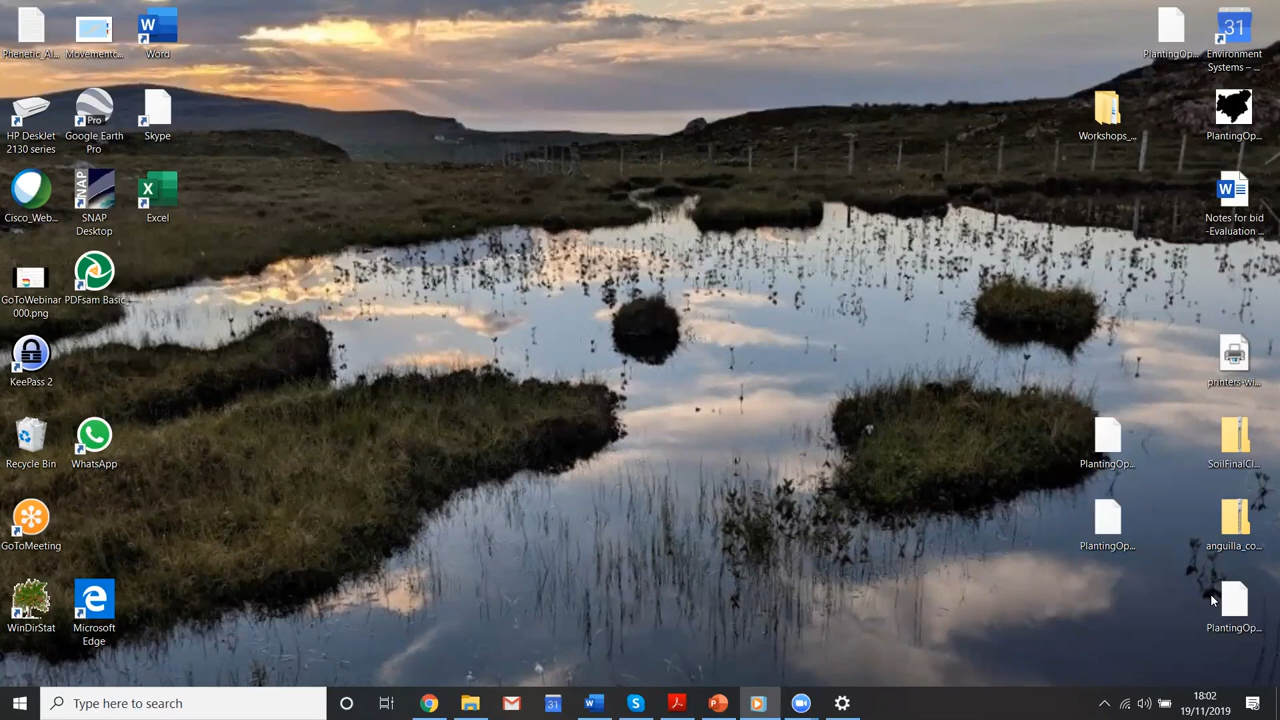 Phenetic_Al...
Movementc...
Word
PlantingOp...
31
Environment
Systems – ...
HP DeskJet
2130 series
Pro
Google Earth
Pro
Skype
Workshops_...
PlantingOp...
Cisco_Web...
SNAP
SNAP
Desktop
Excel
Notes for bid
-Evaluation ...
GoToWebinar
000.png
PDFsam Basic
KeePass 2
printers-wi...
Recycle Bin
WhatsApp
PlantingOp...
SoilFinalCl...
GoToMeeting
PlantingOp...
anguilla_co...
WinDirStat
Microsoft
Edge
PlantingOp...
Type here to search
31
18:02
19/11/2019